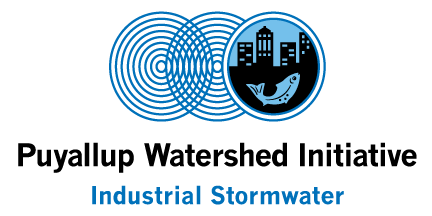 Puyallup Watershed Initiative
Industrial Stormwater